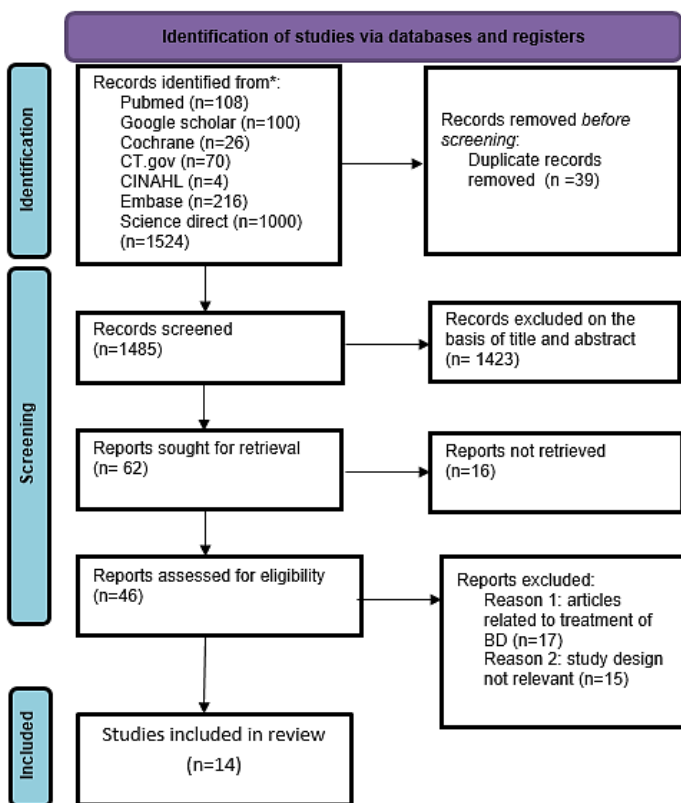 Identification of studies via databases and registers
Identification
Records identified from*:
Pubmed (n=108)
Google scholar (n=100)
Cochrane (n=26)
CT.gov (n=70)
CINAHL (n=4)
Embase (n=216)
Science direct (n=1000)
(n=1524)
Records removed before
screening:
Duplicate records
removed (n =39)
Screening
Records screened
(n=1485)
Records excluded on the
basis of title and abstract
(n= 1423)
Reports sought for retrieval
(n= 62)
Reports not retrieved
(n=16)
Reports assessed for eligibility
(n=46)
Reports excluded:
Reason 1: articles
related to treatment of
BD (n=17)
Reason 2: study design
not relevant (n=15)
Included
Studies included in review
(n=14)